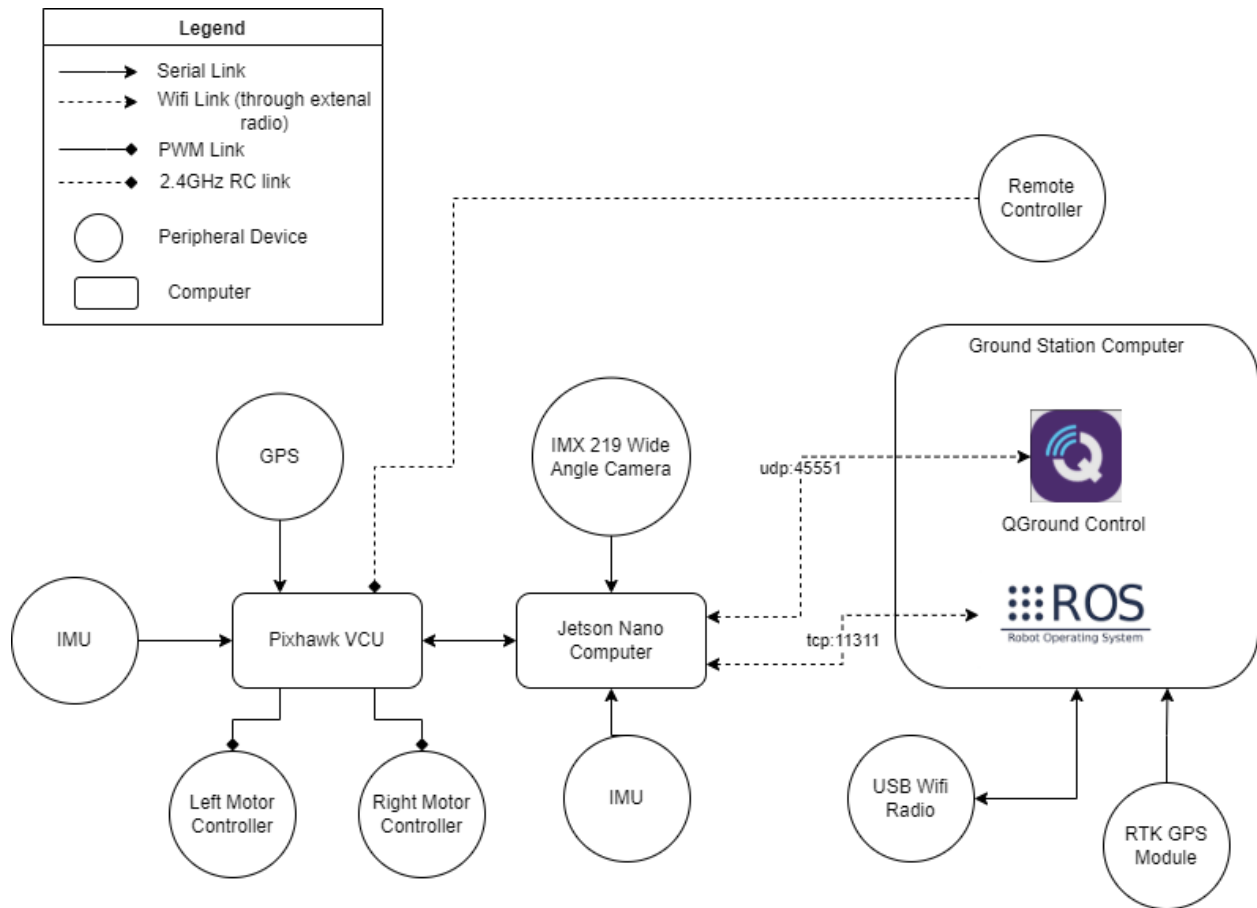 Legend
Serial Link
Wifi Link (through extenal
radio)
PWM Link
2.4GHz RC link
Peripheral Device
Computer
Remote
Controller
Ground Station Computer
GPS
IMX 219 Wide
Angle Camera
udp:45551
QGround Control
IMU
Pixhawk VCU
Jetson Nano
Computer
tcp:11311
ROS
Robot Operating System
Left Motor
Controller
Right Motor
Controller
IMU
USB Wifi
Radio
RTK GPS
Module